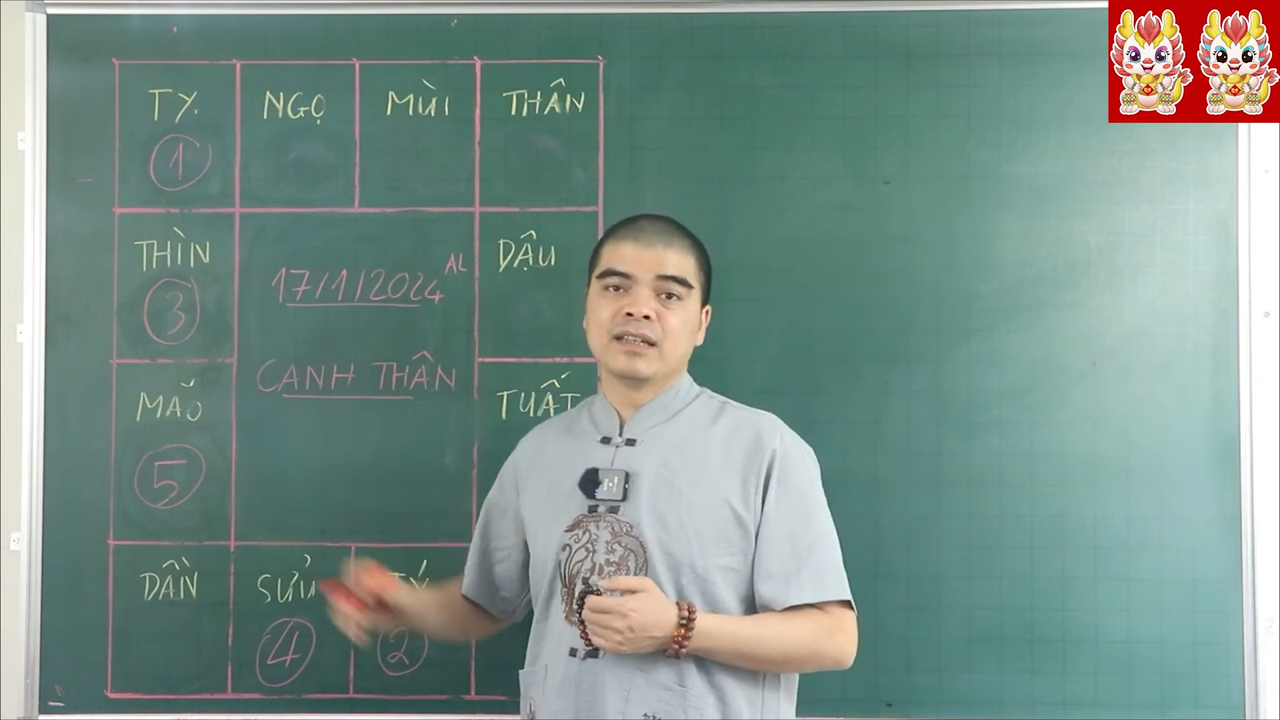 TỴ NGỌ MÙI THÂN
1
THÌN DẬU
3
17/1/2024 AL
CANH THÂN
MÃO TUẤT
5
DẦN SỬU TÝ
4 2